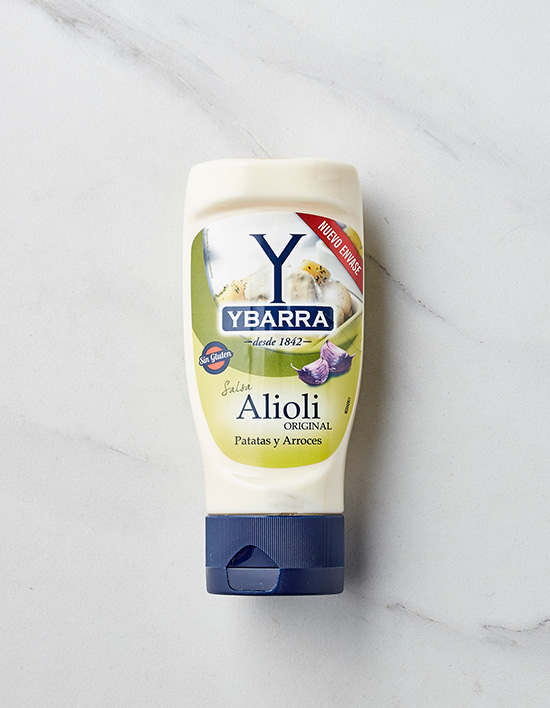 NUEVO ENVASE
Y
YBARRA
desde 1842
Sin Gluten
Salsa
Alioli
ORIGINAL
Patatas y Arroces